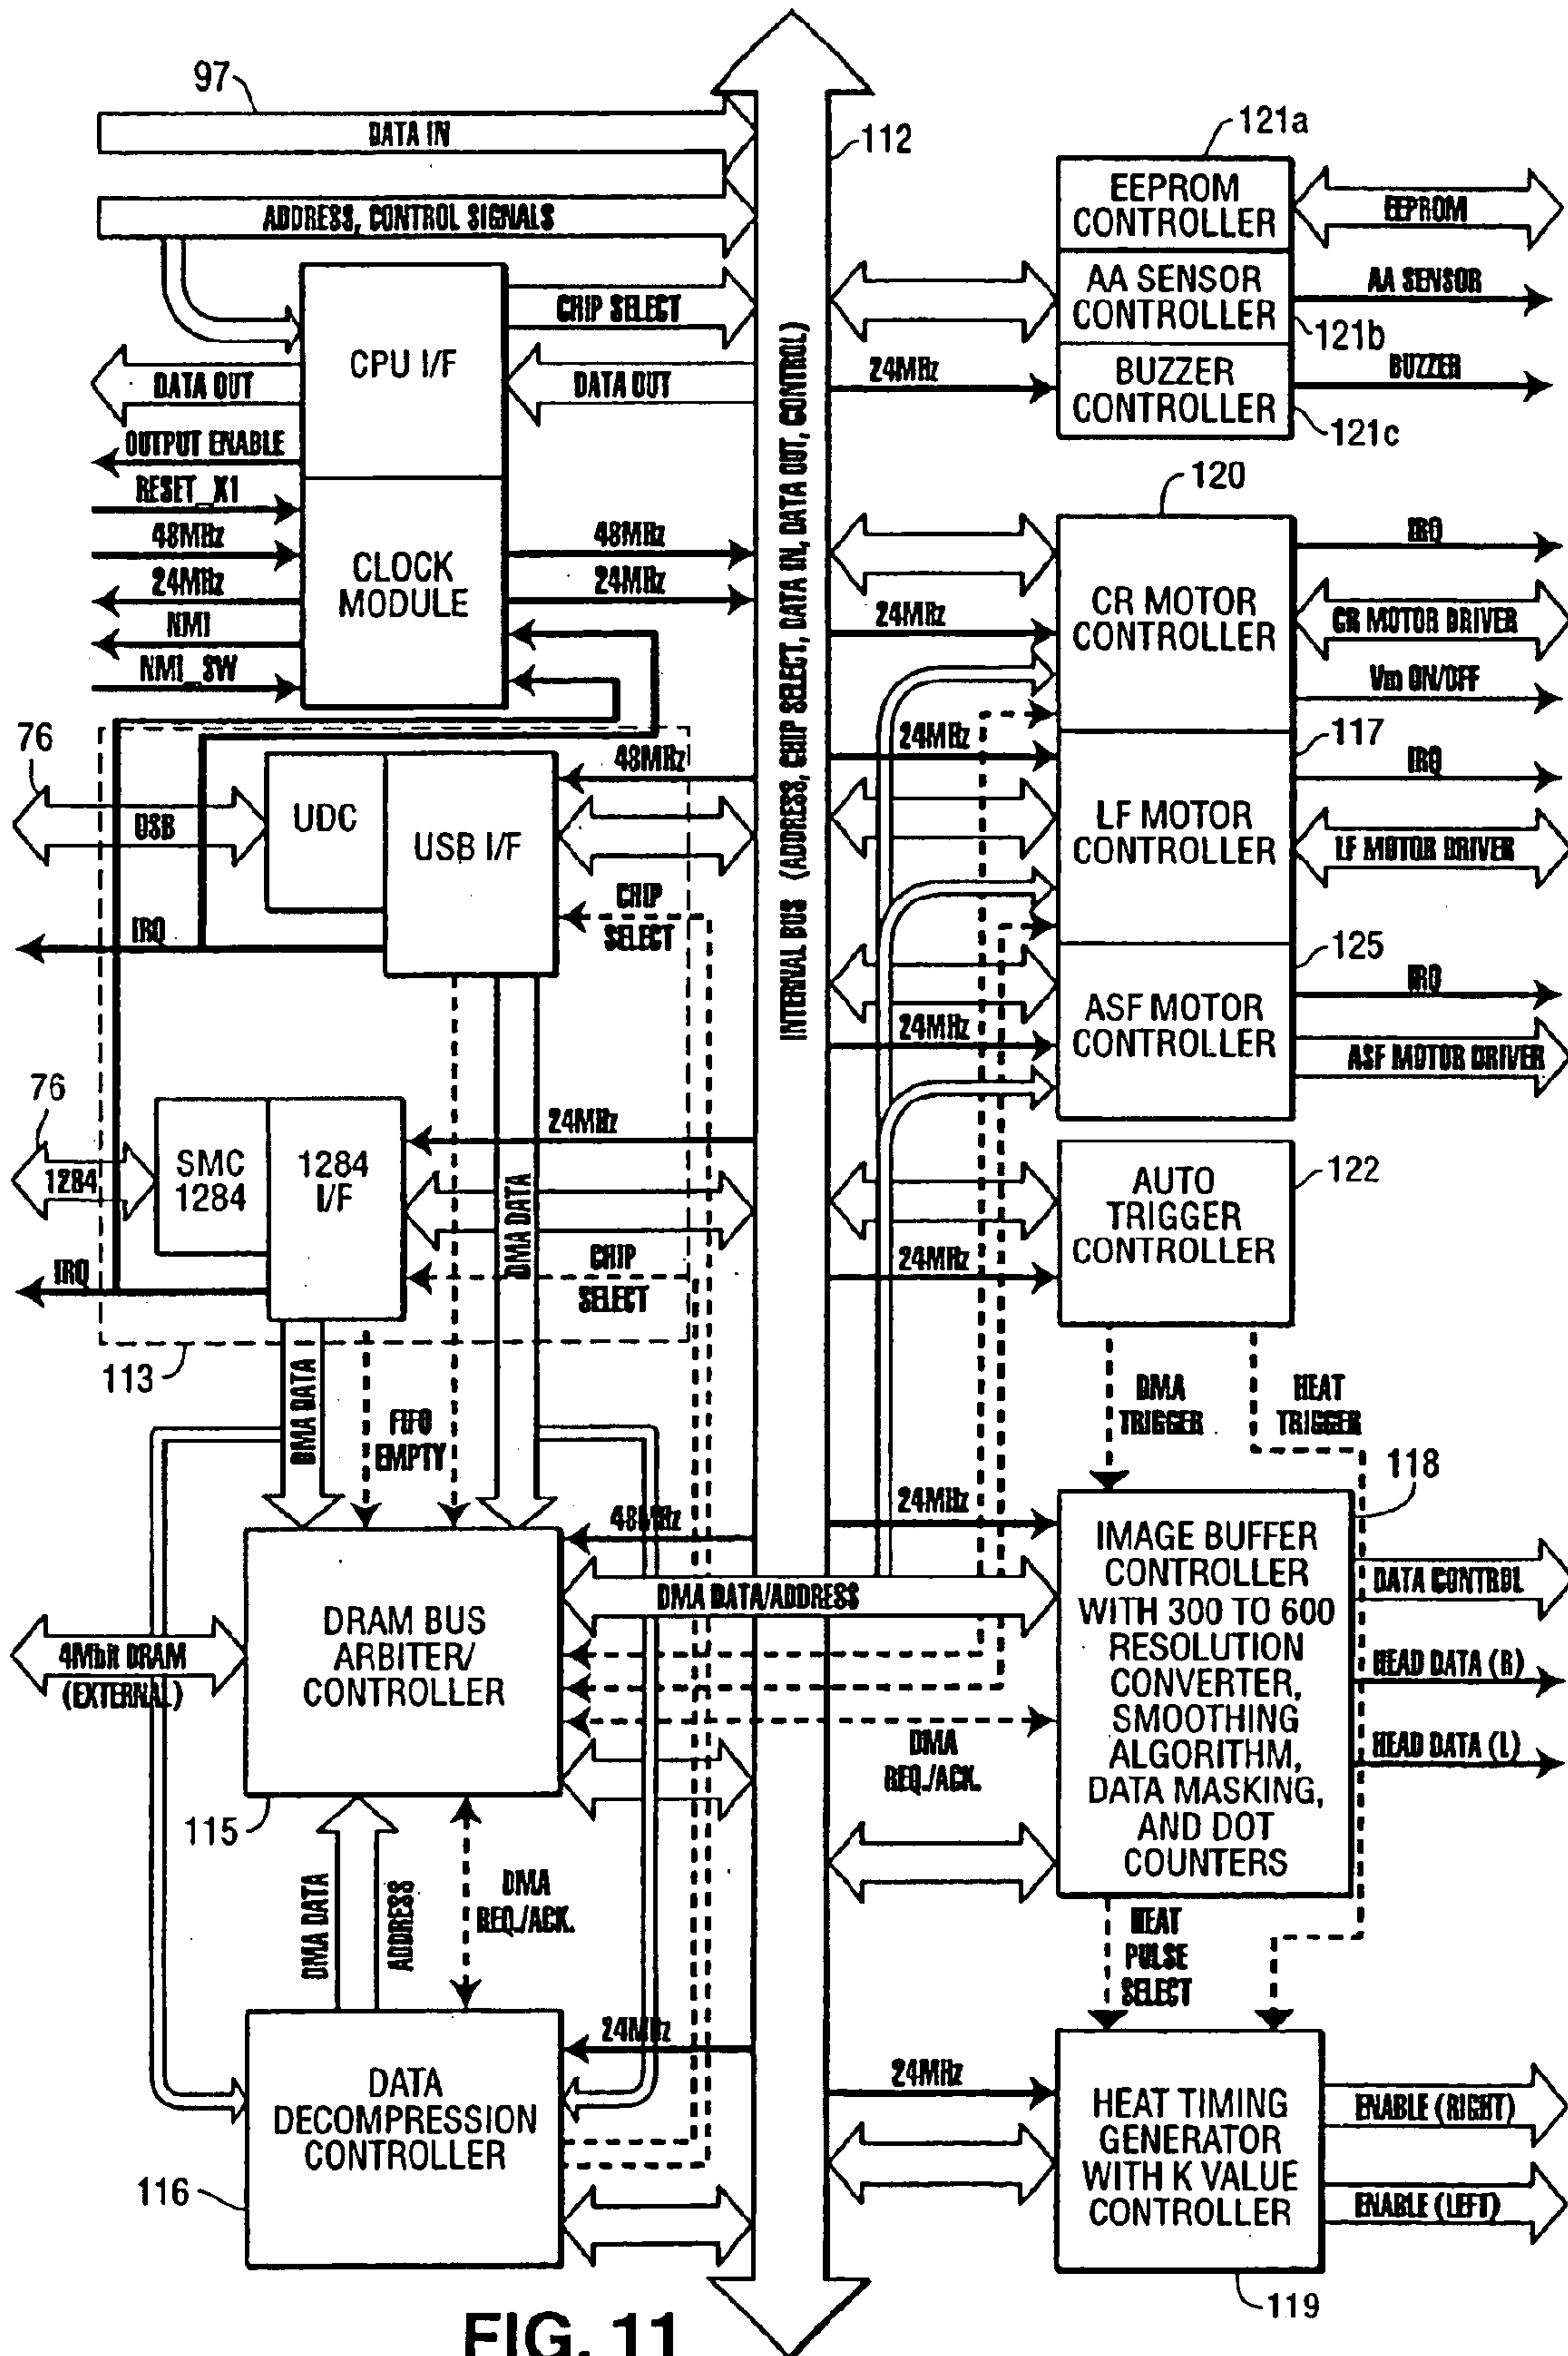 97
DATA IN
ADDRESS, CONTROL SIGNALS
CPU I/F
CHIP SELECT
DATA OUT
DATA OUT
OUTPUT ENABLE
RESET_X1
48MHz
24MHz
NMI
NMI_SW
CLOCK
MODULE
48MHz
24MHz
76
USB
UDC
USB I/F
48MHz
CHIP
SELECT
IRQ
76
1284
SMC
1284
1284
I/F
24MHz
DMA DATA
CHIP
SELECT
IRQ
113
DMA DATA
FIFO
EMPTY
48MHz
DMA DATA/ADDRESS
DRAM BUS
ARBITER/
CONTROLLER
4Mbit DRAM
(EXTERNAL)
115
DMA DATA
ADDRESS
DMA
REQ./ACK.
24MHz
DATA
DECOMPRESSION
CONTROLLER
116
112
INTERNAL BUS (ADDRESS, CHIP SELECT, DATA IN, DATA OUT, CONTROL)
121a
EEPROM
CONTROLLER
EEPROM
AA SENSOR
CONTROLLER
AA SENSOR
121b
24MHz
BUZZER
CONTROLLER
BUZZER
121c
120
CR MOTOR
CONTROLLER
24MHz
IRQ
CR MOTOR DRIVER
Vm ON/OFF
117
24MHz
LF MOTOR
CONTROLLER
IRQ
LF MOTOR DRIVER
125
ASF MOTOR
CONTROLLER
24MHz
IRQ
ASF MOTOR DRIVER
AUTO
TRIGGER
CONTROLLER
122
24MHz
DMA
TRIGGER
HEAT
TRIGGER
118
24MHz
IMAGE BUFFER
CONTROLLER
WITH 300 TO 600
RESOLUTION
CONVERTER,
SMOOTHING
ALGORITHM,
DATA MASKING,
AND DOT
COUNTERS
DATA CONTROL
HEAD DATA (R)
HEAD DATA (L)
DMA
REQ./ACK.
HEAT
PULSE
SELECT
24MHz
HEAT TIMING
GENERATOR
WITH K VALUE
CONTROLLER
ENABLE (RIGHT)
ENABLE (LEFT)
119
FIG. 11